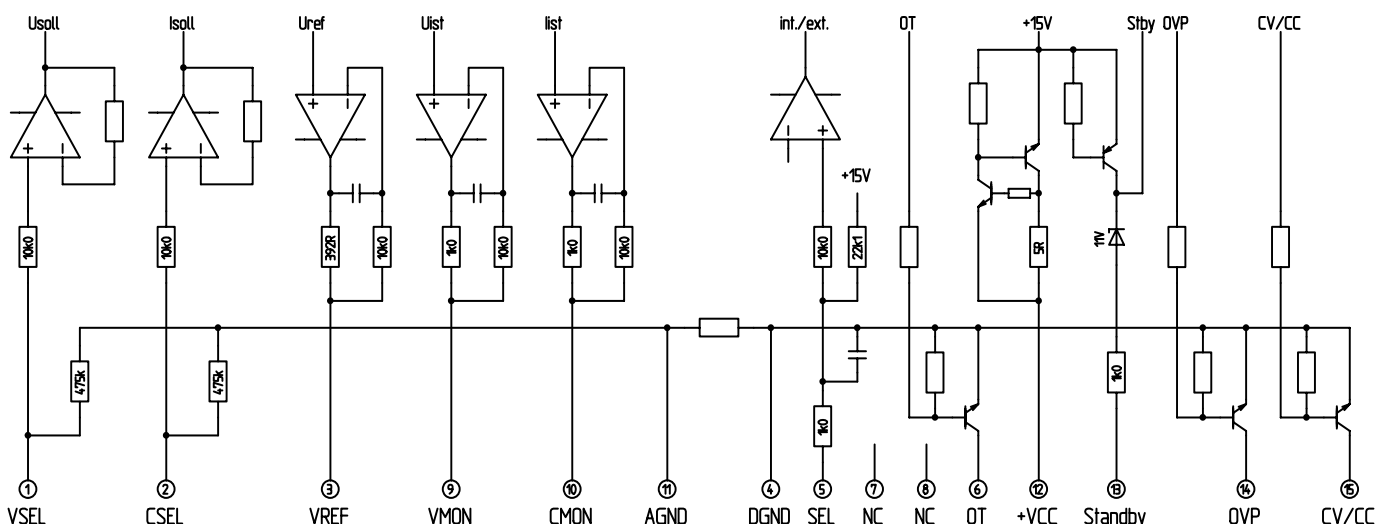 Usoll Isoll Uref Uist Iist int./ext. OT +15V Stby OVP CV/CC
+ − + − + − + − + − − +
+15V
10k0 10k0 392R 10k0 1k0 10k0 1k0 10k0 10k0 22k1 5R 11V
475k 475k 1k0
1k0
1 2 3 9 10 11 4 5 7 8 6 12 13 14 15
VSEL CSEL VREF VMON CMON AGND DGND SEL NC NC OT +VCC Standby OVP CV/CC